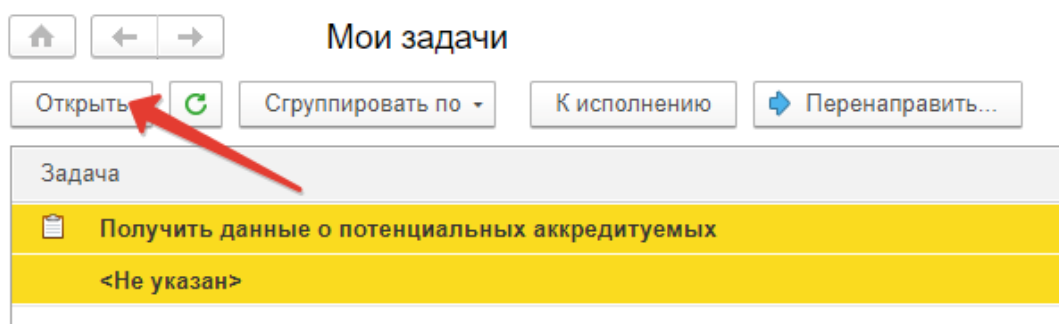 Мои задачи
Открыть Сгруппировать по К исполнению Перенаправить...
Задача
Получить данные о потенциальных аккредитуемых
<Не указан>